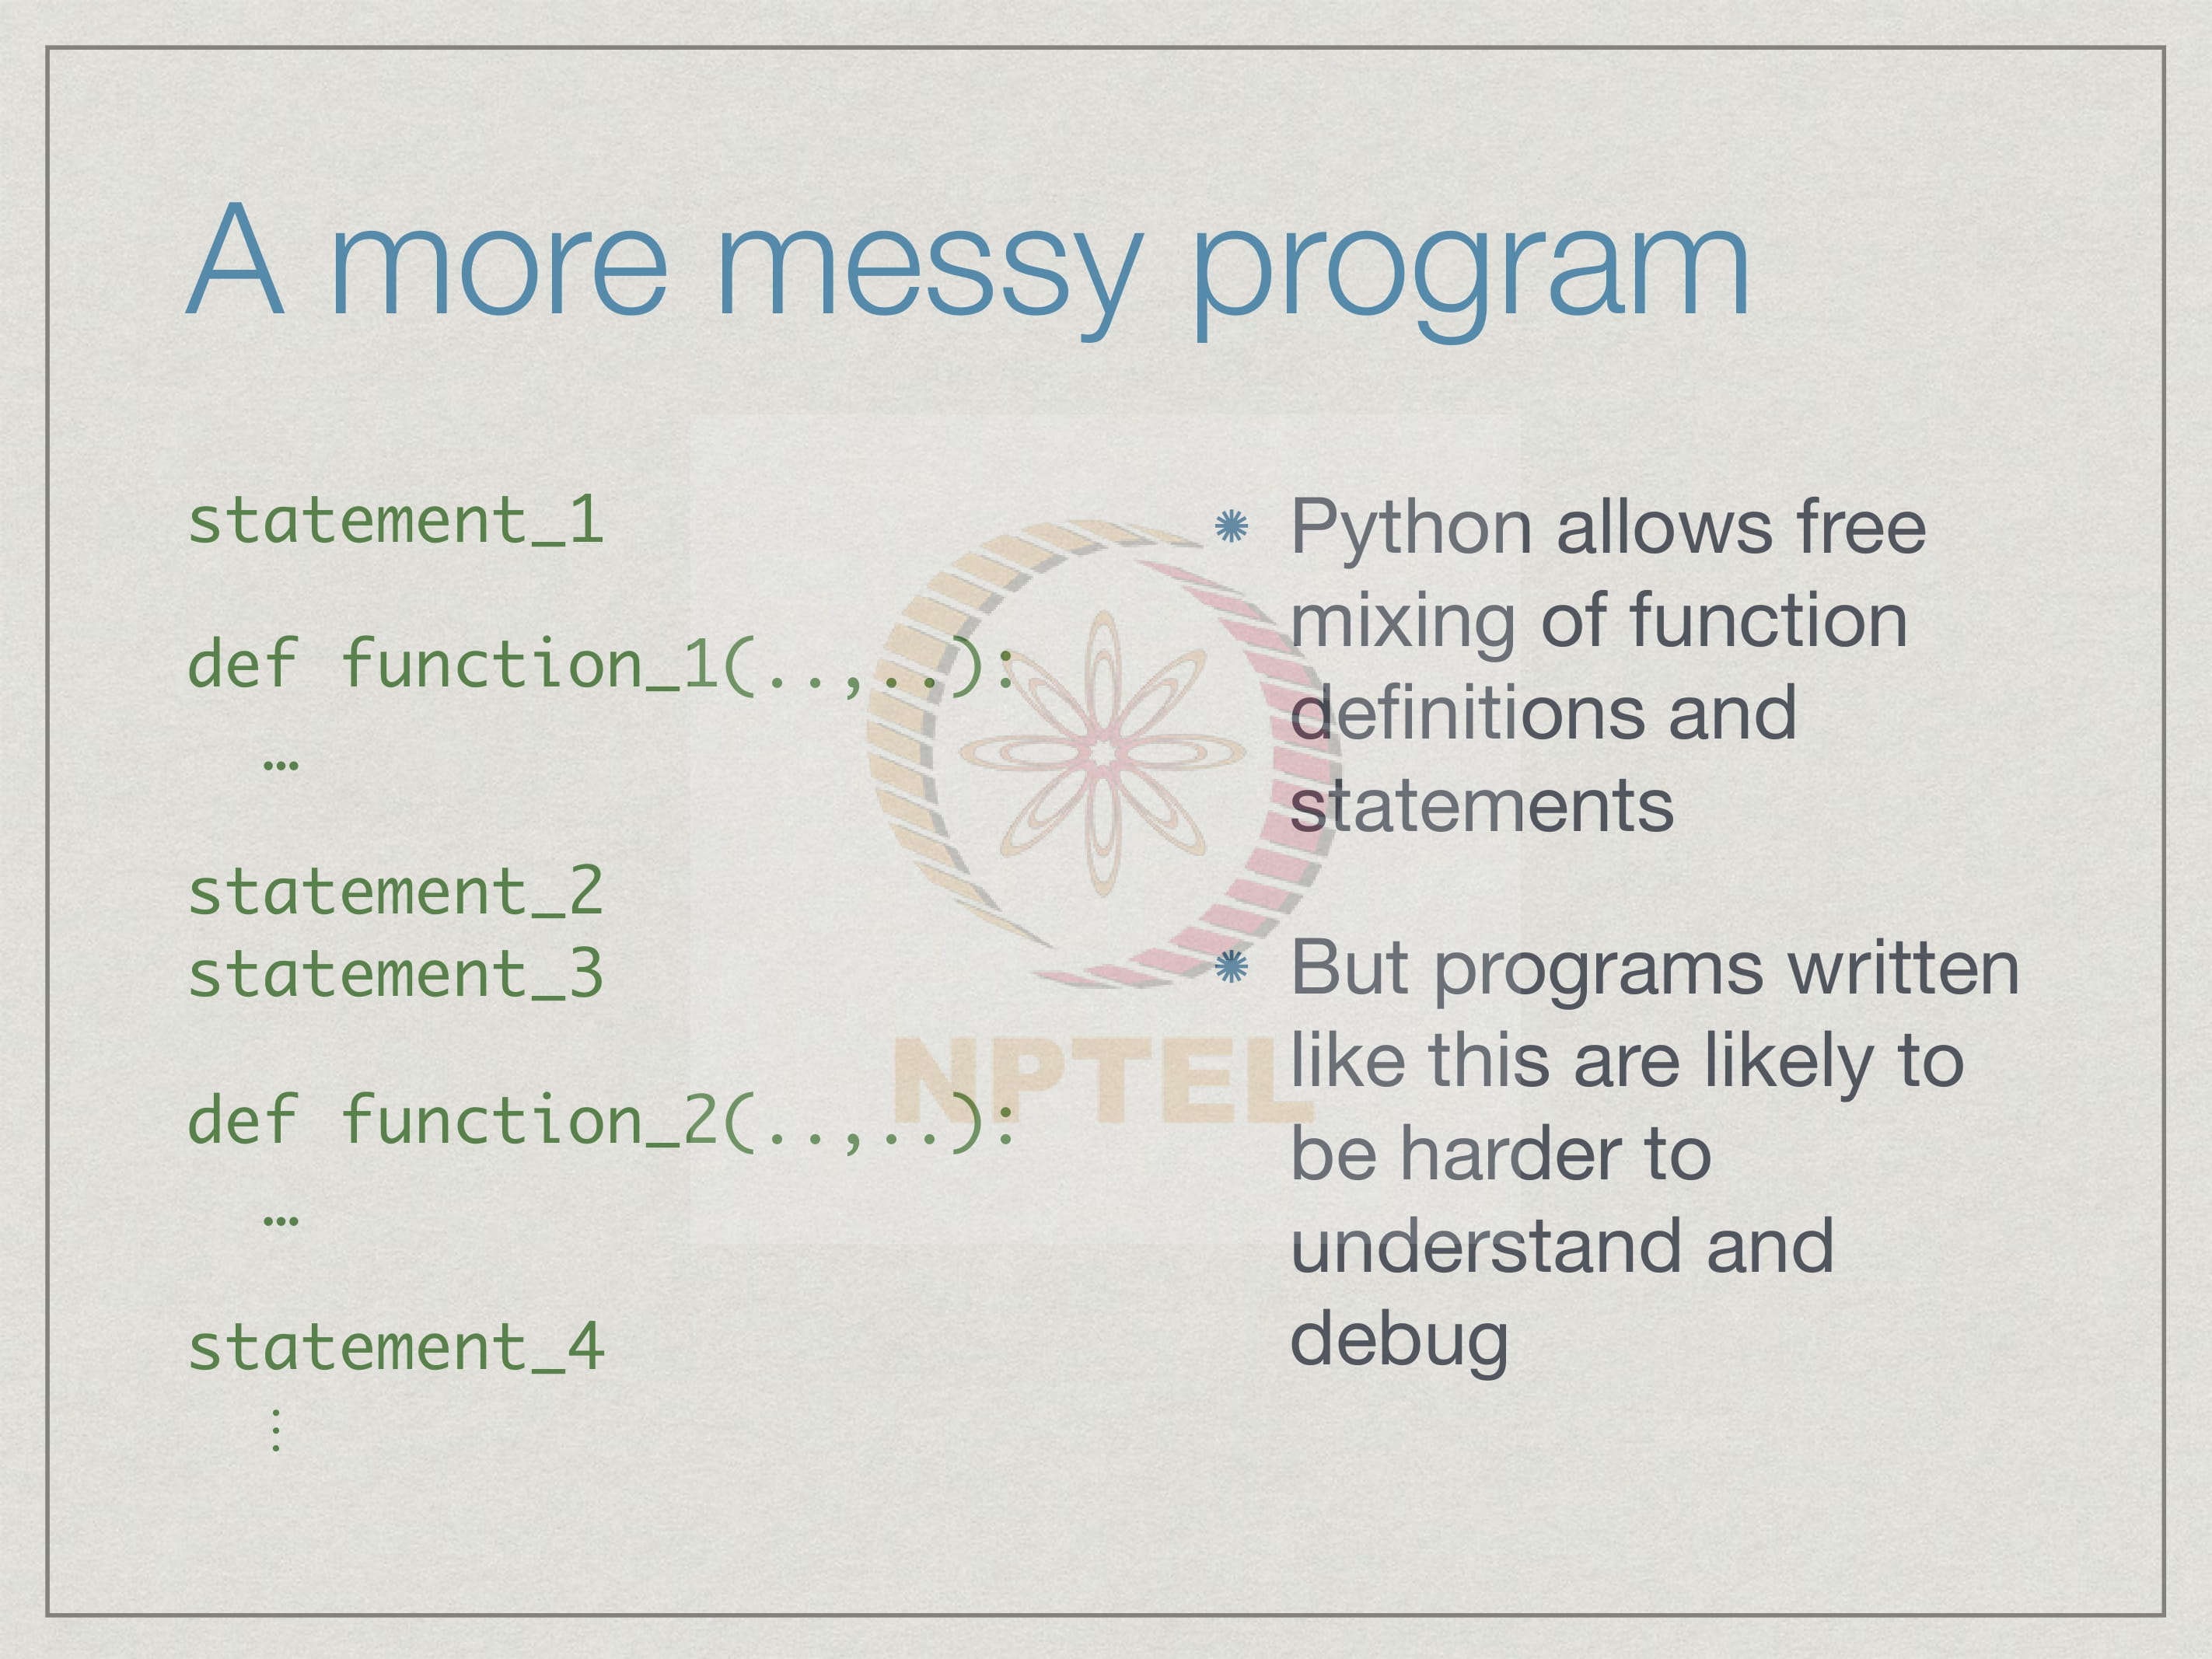 A more messy program
statement_1
def function_1(..,..):
…
statement_2
statement_3
def function_2(..,..):
…
statement_4
⋮
Python allows free
mixing of function
definitions and
statements
But programs written
like this are likely to
be harder to
understand and
debug
NPTEL